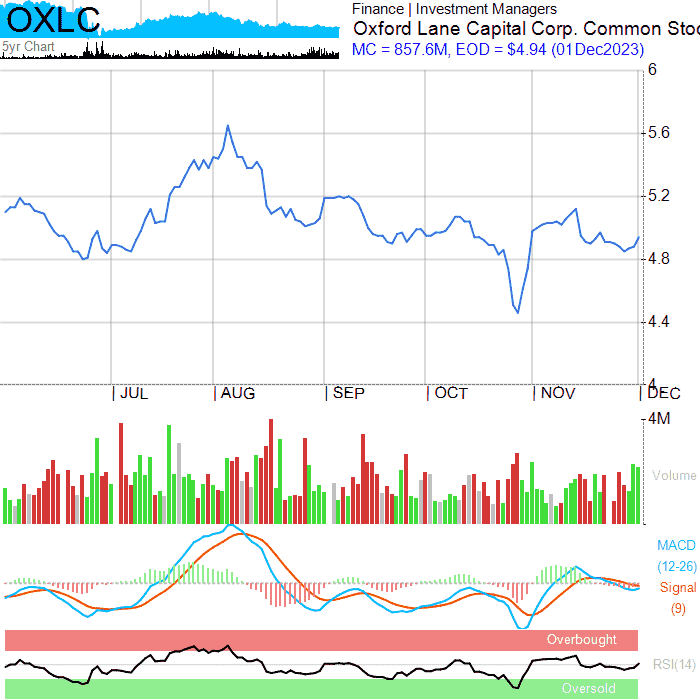 OXLC
5yr Chart
Finance | Investment Managers
Oxford Lane Capital Corp. Common Stoc
MC = 857.6M, EOD = $4.94 (01Dec2023)
6
5.6
5.2
4.8
4.4
4
| JUL | AUG | SEP | OCT | NOV | DEC
4M
Volume
MACD
(12-26)
Signal
(9)
Overbought
RSI(14)
Oversold